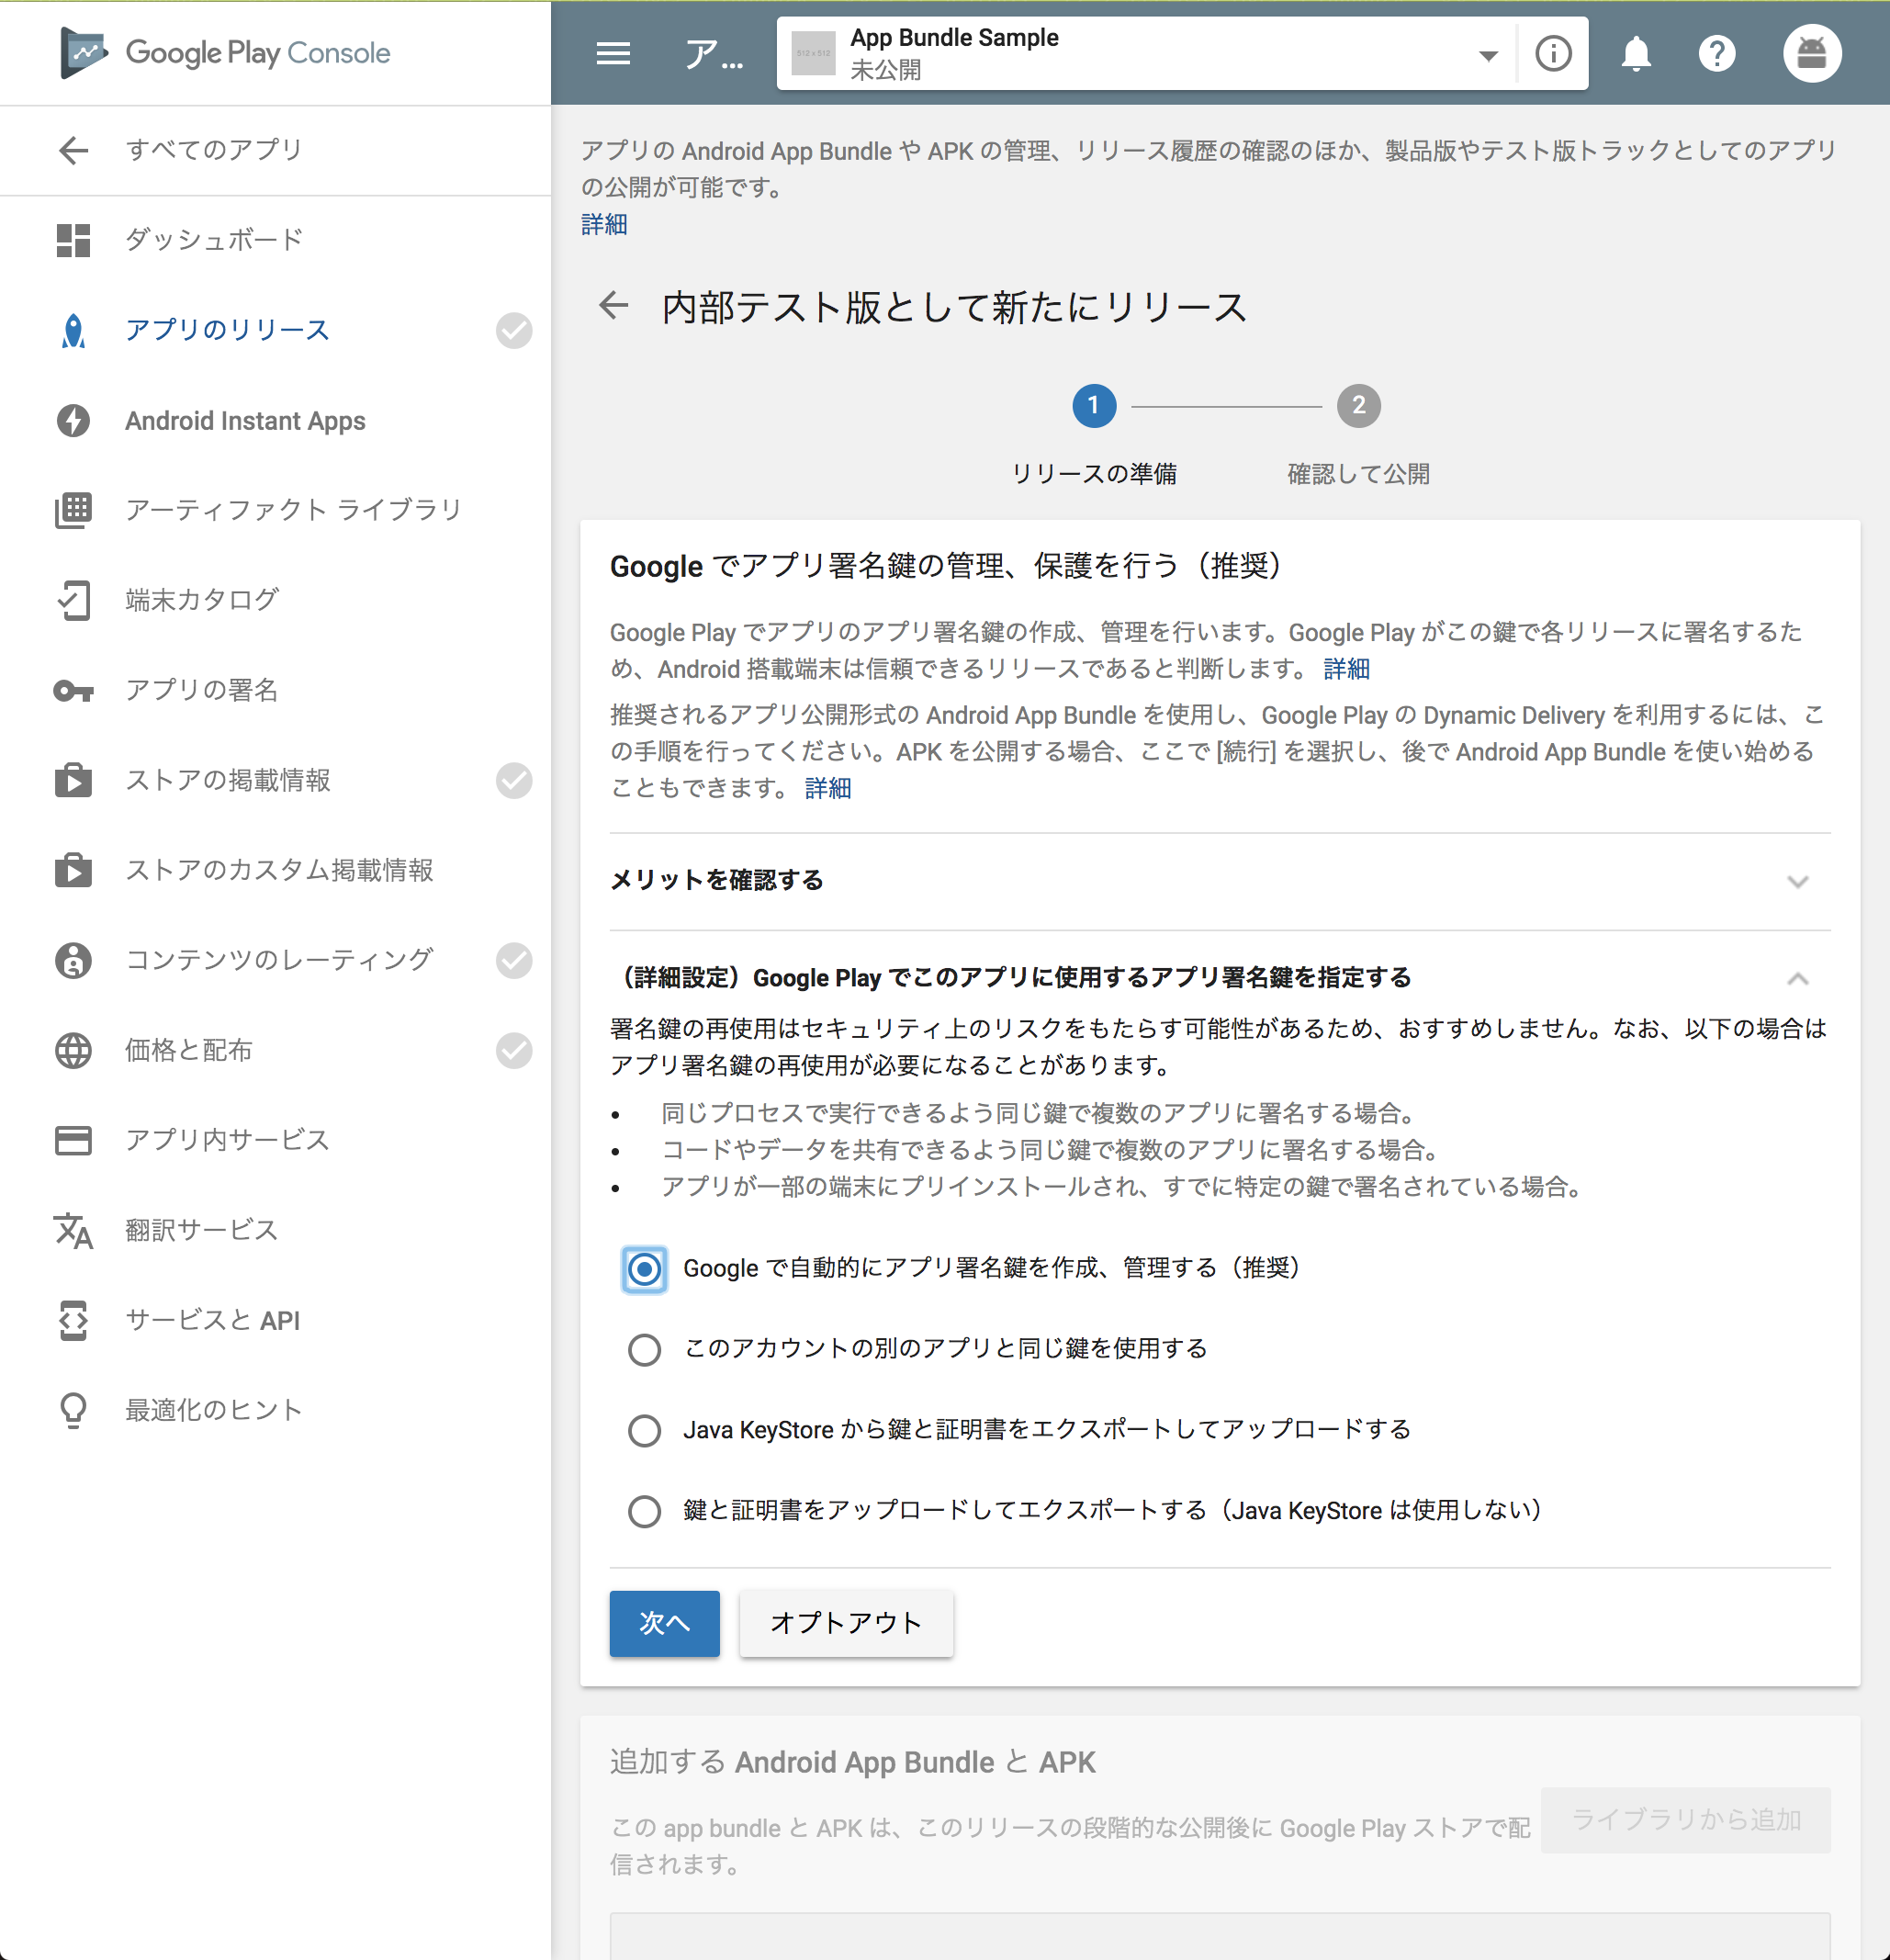 Google Play Console
すべてのアプリ
ダッシュボード
アプリのリリース
Android Instant Apps
アーティファクト ライブラリ
端末カタログ
アプリの署名
ストアの掲載情報
ストアのカスタム掲載情報
コンテンツのレーティング
価格と配布
アプリ内サービス
翻訳サービス
サービスと API
最適化のヒント
ア...
512 x 512
App Bundle Sample
未公開
アプリの Android App Bundle や APK の管理、リリース履歴の確認のほか、製品版やテスト版トラックとしてのアプリ
の公開が可能です。
詳細
内部テスト版として新たにリリース
1
2
リリースの準備
確認して公開
Google でアプリ署名鍵の管理、保護を行う（推奨）
Google Play でアプリのアプリ署名鍵の作成、管理を行います。Google Play がこの鍵で各リリースに署名するた
め、Android 搭載端末は信頼できるリリースであると判断します。 詳細
推奨されるアプリ公開形式の Android App Bundle を使用し、Google Play の Dynamic Delivery を利用するには、こ
の手順を行ってください。APK を公開する場合、ここで [続行] を選択し、後で Android App Bundle を使い始める
こともできます。 詳細
メリットを確認する
（詳細設定）Google Play でこのアプリに使用するアプリ署名鍵を指定する
署名鍵の再使用はセキュリティ上のリスクをもたらす可能性があるため、おすすめしません。なお、以下の場合は
アプリ署名鍵の再使用が必要になることがあります。
• 同じプロセスで実行できるよう同じ鍵で複数のアプリに署名する場合。
• コードやデータを共有できるよう同じ鍵で複数のアプリに署名する場合。
• アプリが一部の端末にプリインストールされ、すでに特定の鍵で署名されている場合。
Google で自動的にアプリ署名鍵を作成、管理する（推奨）
このアカウントの別のアプリと同じ鍵を使用する
Java KeyStore から鍵と証明書をエクスポートしてアップロードする
鍵と証明書をアップロードしてエクスポートする（Java KeyStore は使用しない）
次へ
オプトアウト
追加する Android App Bundle と APK
この app bundle と APK は、このリリースの段階的な公開後に Google Play ストアで配
信されます。
ライブラリから追加